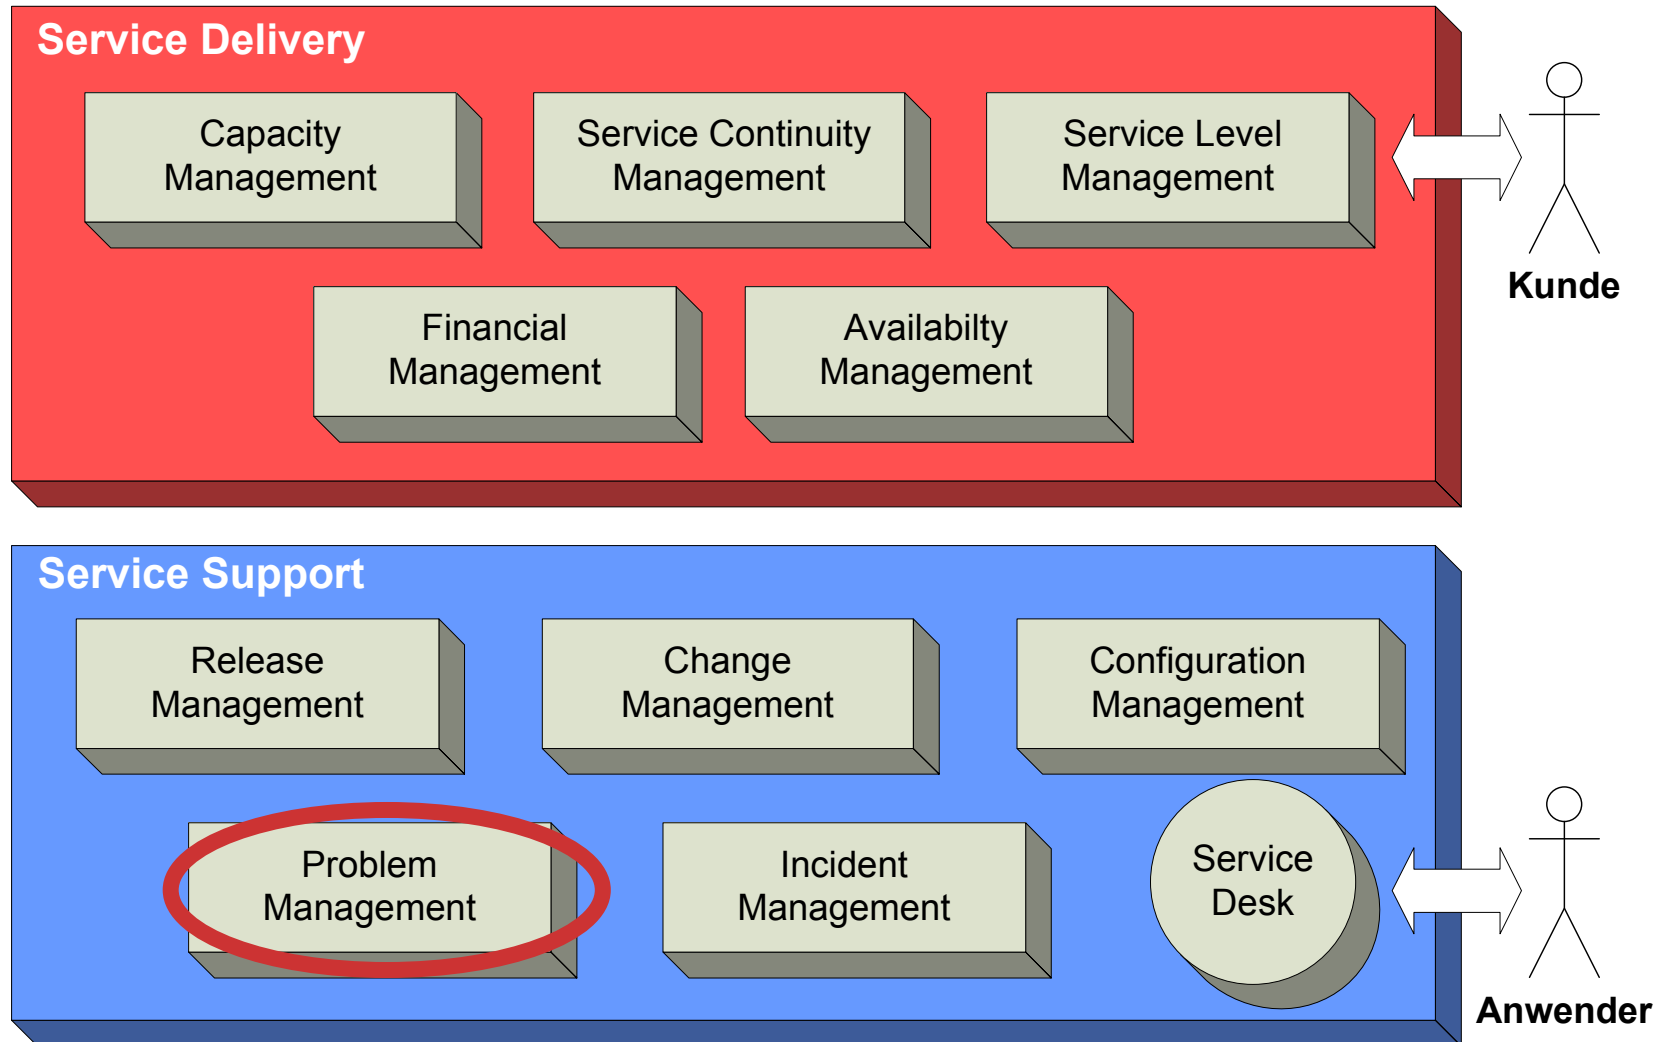 Service Delivery
Capacity
Management
Service Continuity
Management
Service Level
Management
Kunde
Financial
Management
Availabilty
Management
Service Support
Release
Management
Change
Management
Configuration
Management
Problem
Management
Incident
Management
Service
Desk
Anwender